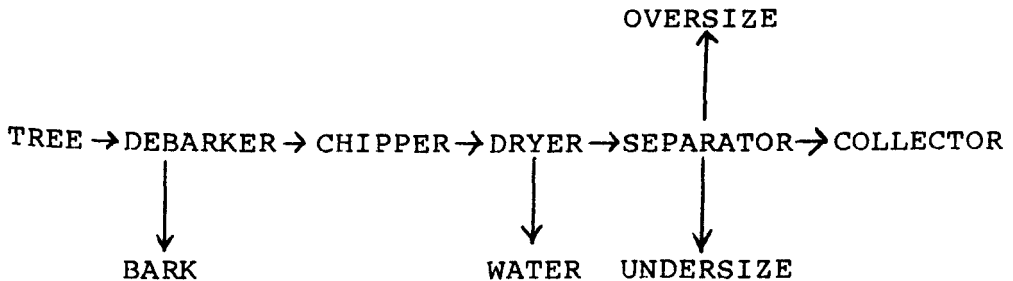 OVERSIZE
TREE → DEBARKER → CHIPPER → DRYER → SEPARATOR → COLLECTOR
BARK WATER UNDERSIZE